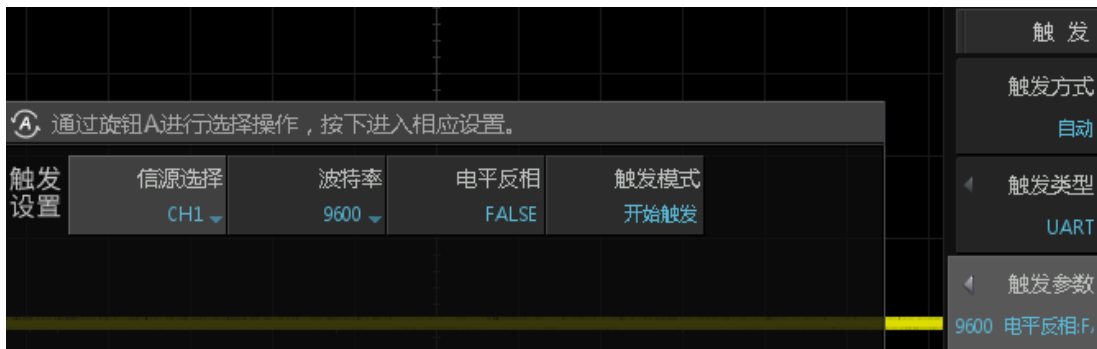 触 发
触发方式
自动
Ⓐ 通过旋钮A进行选择操作，按下进入相应设置。
触发设置
信源选择 波特率 电平反相 触发模式
CH1 9600 FALSE 开始触发
触发类型
UART
触发参数
9600 电平反相:F